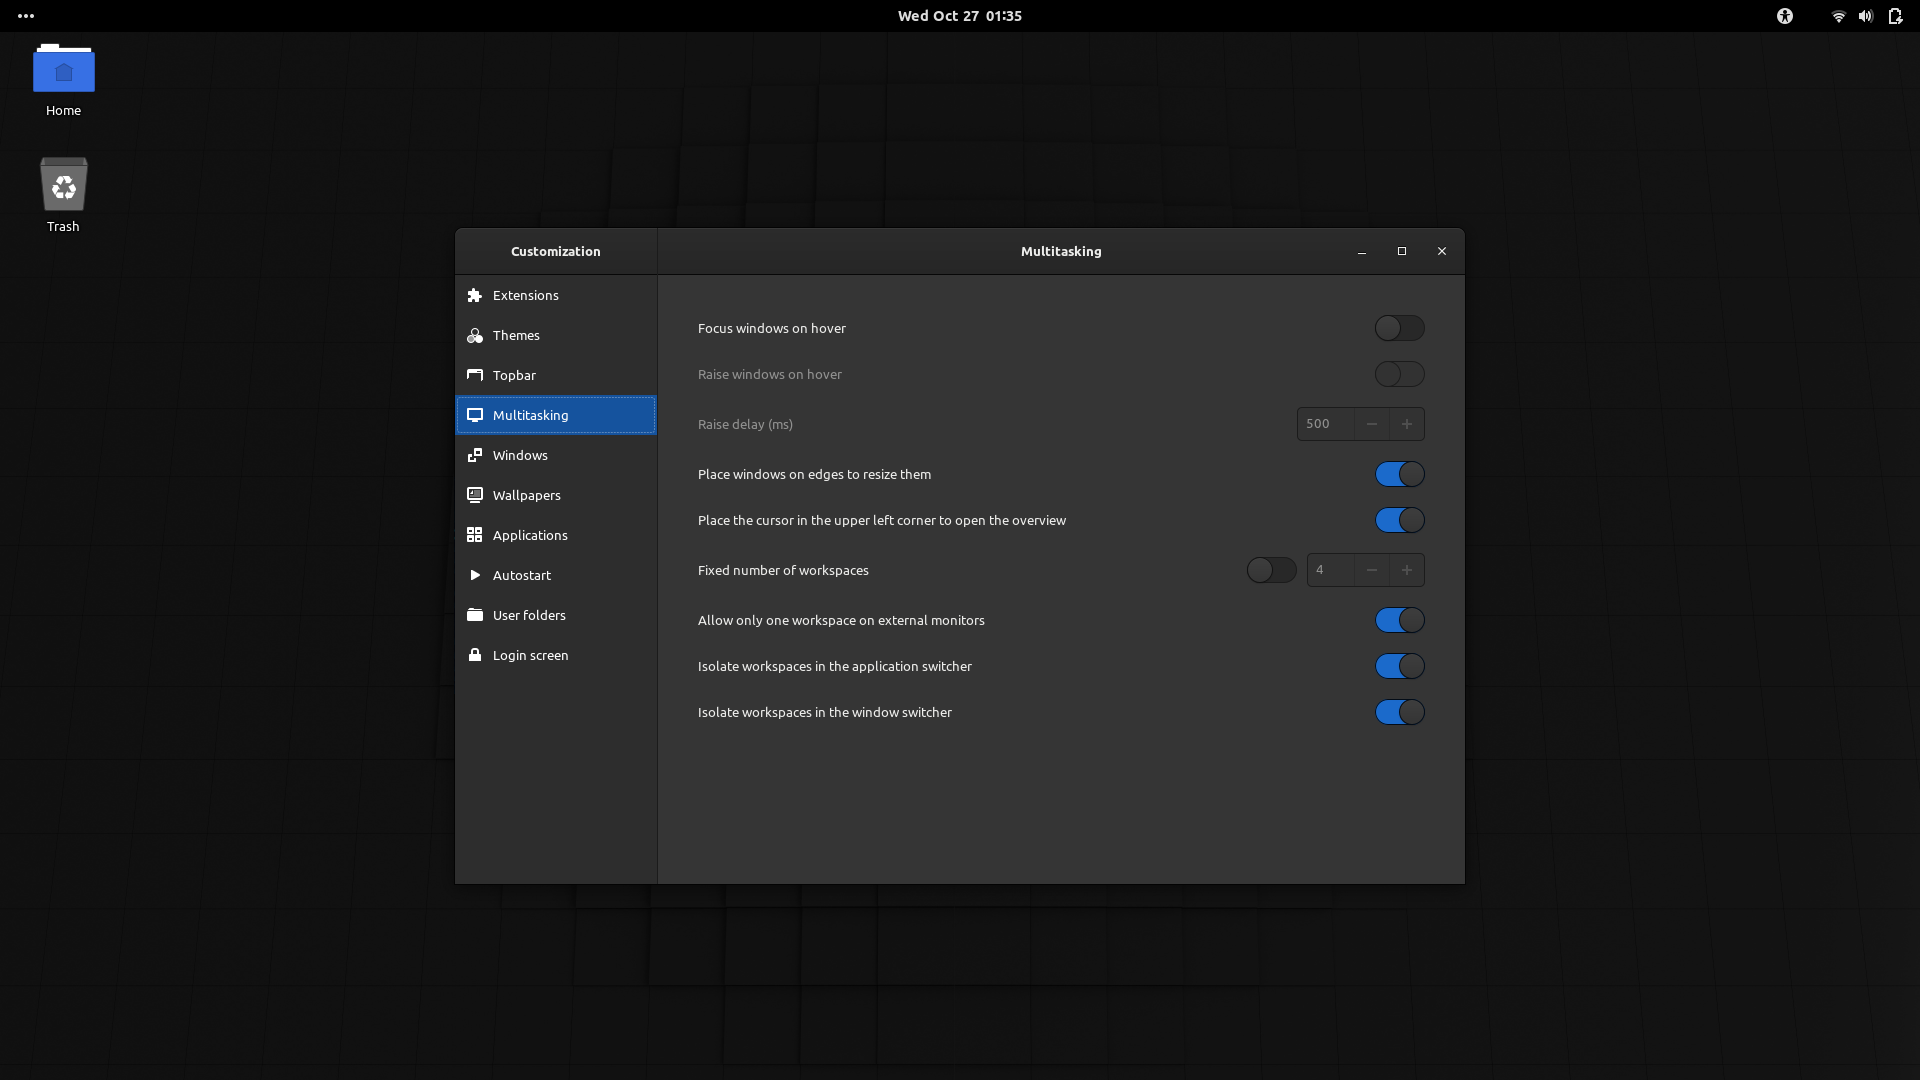 Wed Oct 27 01:35
Home
Trash
Customization
Multitasking
Extensions
Themes
Topbar
Multitasking
Windows
Wallpapers
Applications
Autostart
User folders
Login screen
Focus windows on hover
Raise windows on hover
Raise delay (ms) 500
Place windows on edges to resize them
Place the cursor in the upper left corner to open the overview
Fixed number of workspaces 4
Allow only one workspace on external monitors
Isolate workspaces in the application switcher
Isolate workspaces in the window switcher